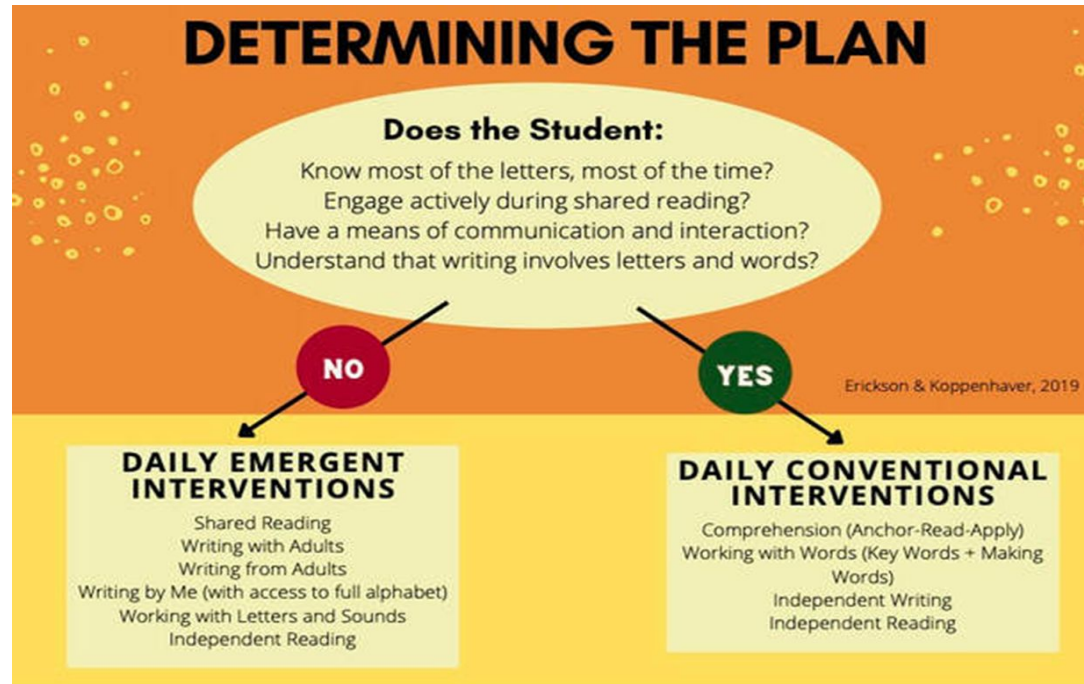 DETERMINING THE PLAN
Does the Student:
Know most of the letters, most of the time?
Engage actively during shared reading?
Have a means of communication and interaction?
Understand that writing involves letters and words?
NO
YES
Erickson & Koppenhaver, 2019
DAILY EMERGENT
INTERVENTIONS
Shared Reading
Writing with Adults
Writing from Adults
Writing by Me (with access to full alphabet)
Working with Letters and Sounds
Independent Reading
DAILY CONVENTIONAL
INTERVENTIONS
Comprehension (Anchor-Read-Apply)
Working with Words (Key Words + Making
Words)
Independent Writing
Independent Reading